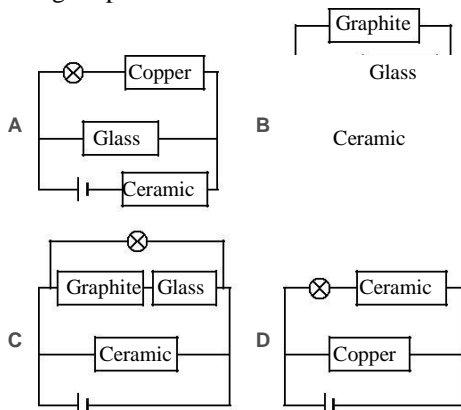 Graphite
Copper
Glass
A
B
Glass
Ceramic
Ceramic
Graphite Glass
Ceramic
C
D
Ceramic
Copper